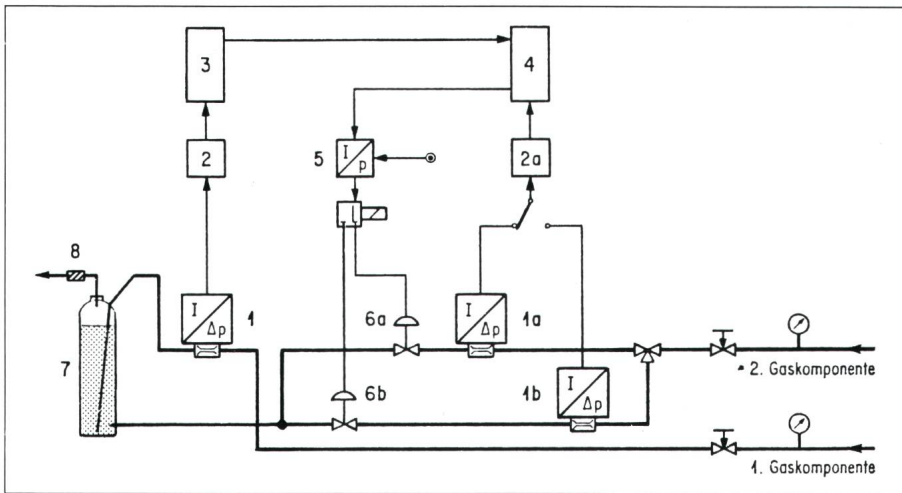 3
4
2
5
I
p
2a
8
I
Δp
1
6a
I
Δp
1a
7
6b
1b
I
Δp
2. Gaskomponente
1. Gaskomponente